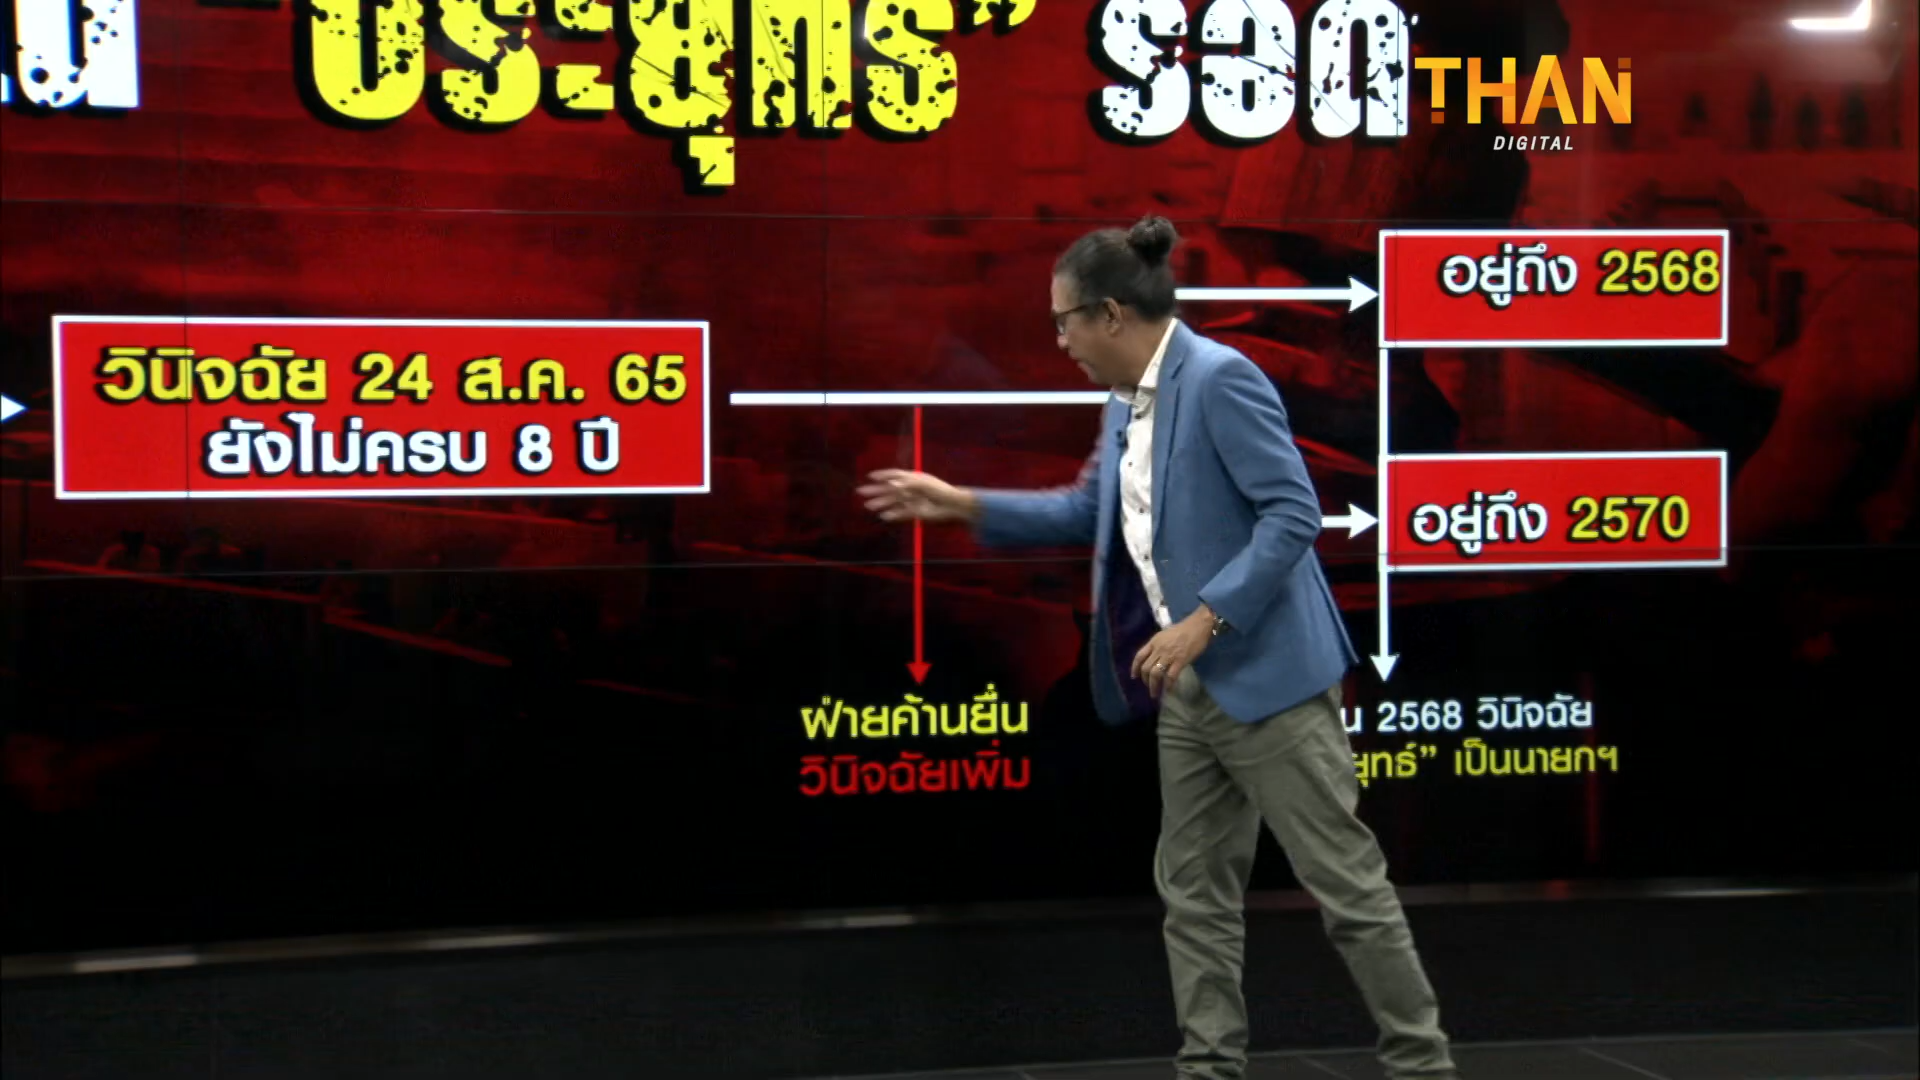 "ประยุทธ์" รอด
THAN
DIGITAL
อยู่ถึง 2568
วินิจฉัย 24 ส.ค. 65
ยังไม่ครบ 8 ปี
อยู่ถึง 2570
ฝ่ายค้านยื่น
วินิจฉัยเพิ่ม
2568 วินิจฉัย
เป็นนายกฯ